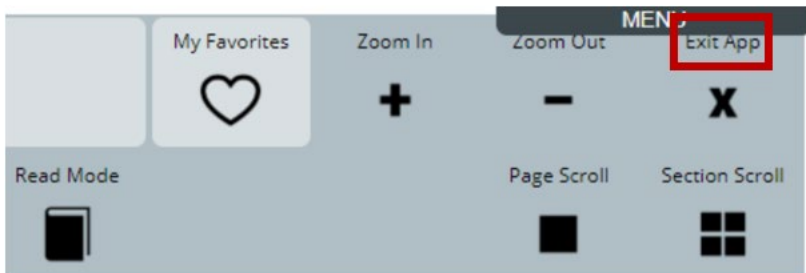 MENU
My Favorites Zoom In Zoom Out Exit App
Read Mode Page Scroll Section Scroll